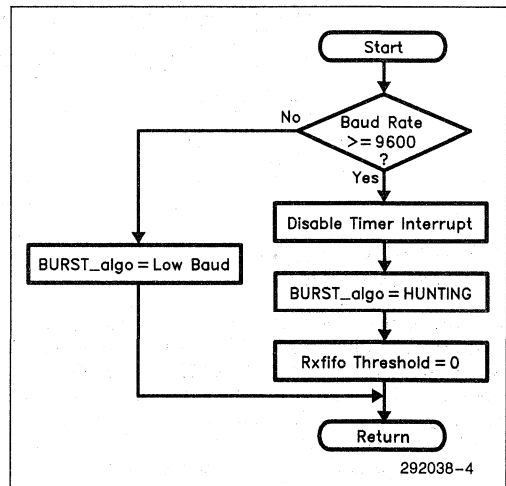 Start
No
Baud Rate
>=9600
?
Yes
Disable Timer Interrupt
BURST_algo=Low Baud
BURST_algo=HUNTING
Rxfifo Threshold=0
Return
292038-4